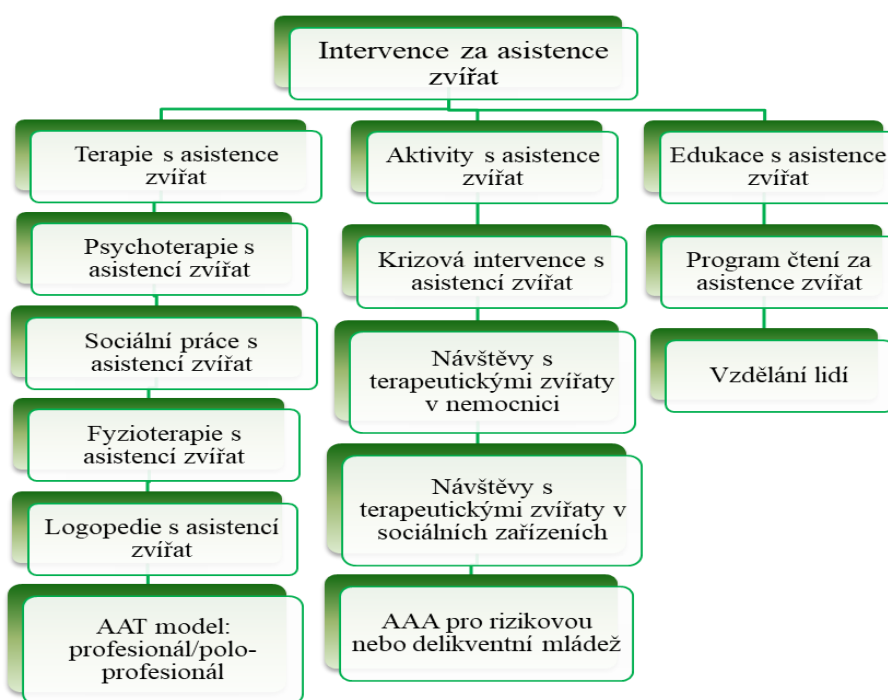 Intervence za asistence
zvířat
Terapie s asistence
zvířat
Psychoterapie s
asistencí zvířat
Sociální práce s
asistencí zvířat
Fyzioterapie s
asistencí zvířat
Logopedie s asistencí
zvířat
AAT model:
profesionál/polo-
profesionál
Aktivity s asistence
zvířat
Krizová intervence s
asistencí zvířat
Návštěvy s
terapeutickými zvířaty
v nemocnici
Návštěvy s
terapeutickými zvířaty v
sociálních zařízeních
AAA pro rizikovou
nebo delikventní mládež
Edukace s asistence
zvířat
Program čtení za
asistence zvířat
Vzdělání lidí